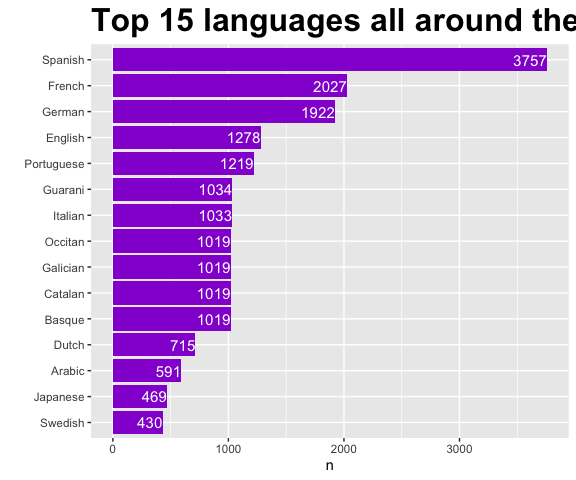 Top 15 languages all around the
Spanish 3757
French 2027
German 1922
English 1278
Portuguese 1219
Guarani 1034
Italian 1033
Occitan 1019
Galician 1019
Catalan 1019
Basque 1019
Dutch 715
Arabic 591
Japanese 469
Swedish 430
0 1000 2000 3000
n